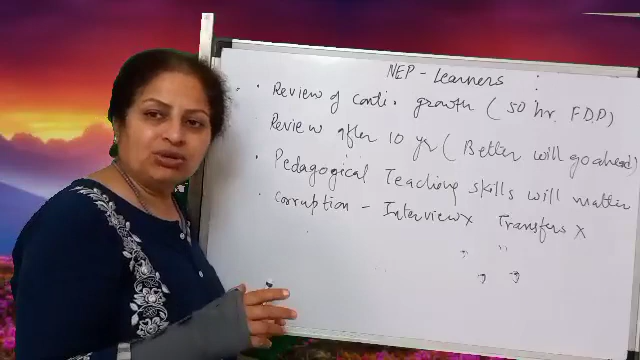 NEP - Learners :
• Review of conti. growth ( 50 hr. F.D.P)
Review after 10 yr ( Better will go ahead)
• Pedagogical Teaching skills will matter
• Corruption - Interview x Transfers x